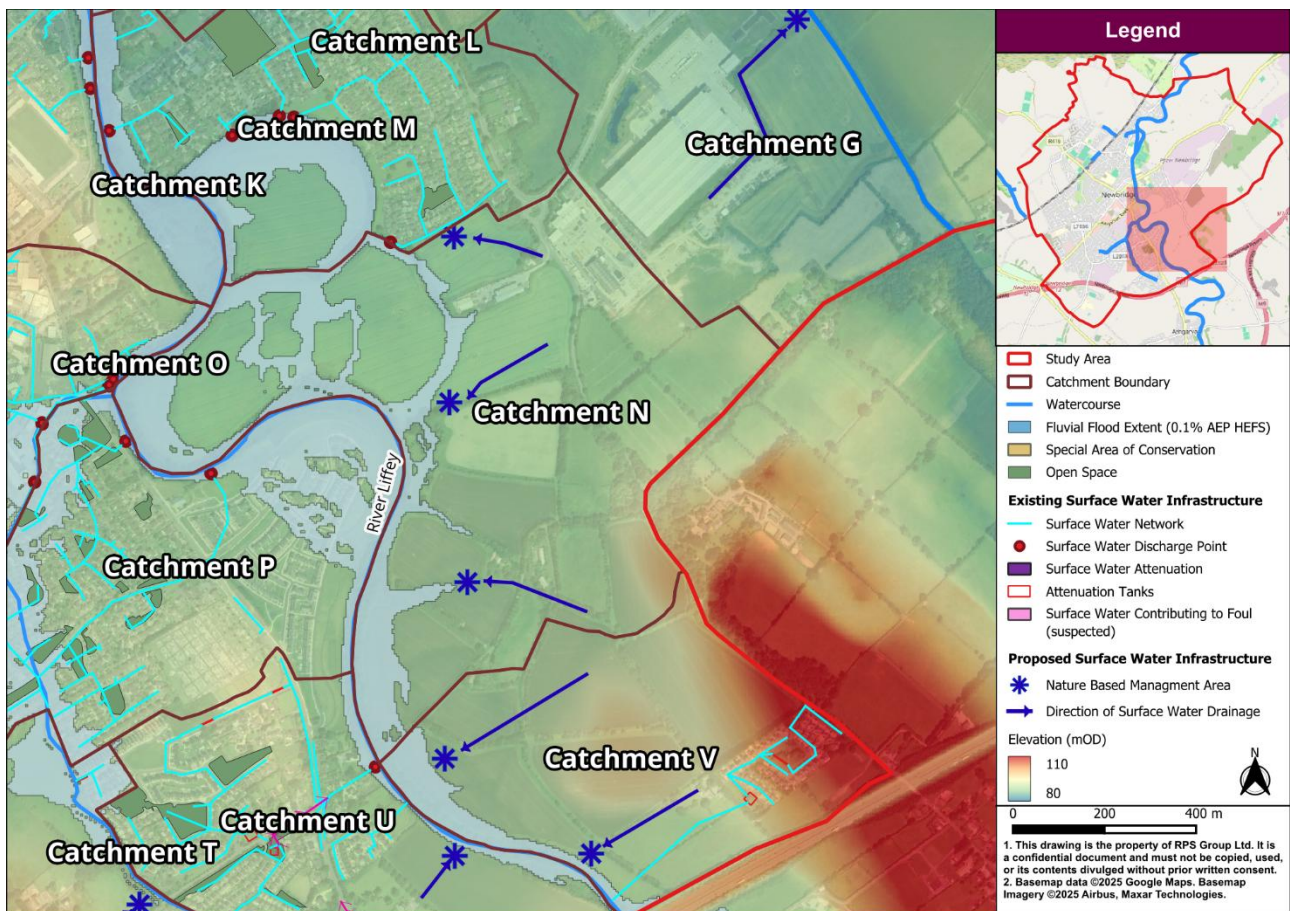 Catchment L
Catchment M
Catchment G
Catchment K
Catchment O
Catchment N
River Liffey
Catchment P
Catchment V
Catchment U
Catchment T
Legend
Newbridge
Athgarvan
Study Area
Catchment Boundary
Watercourse
Fluvial Flood Extent (0.1% AEP HEFS)
Special Area of Conservation
Open Space
Existing Surface Water Infrastructure
Surface Water Network
Surface Water Discharge Point
Surface Water Attenuation
Attenuation Tanks
Surface Water Contributing to Foul
(suspected)
Proposed Surface Water Infrastructure
Nature Based Managment Area
Direction of Surface Water Drainage
Elevation (mOD)
110
80
N
0 200 400 m
1. This drawing is the property of RPS Group Ltd. It is
a confidential document and must not be copied, used,
or its contents divulged without prior written consent.
2. Basemap data ©2025 Google Maps. Basemap
Imagery ©2025 Airbus, Maxar Technologies.